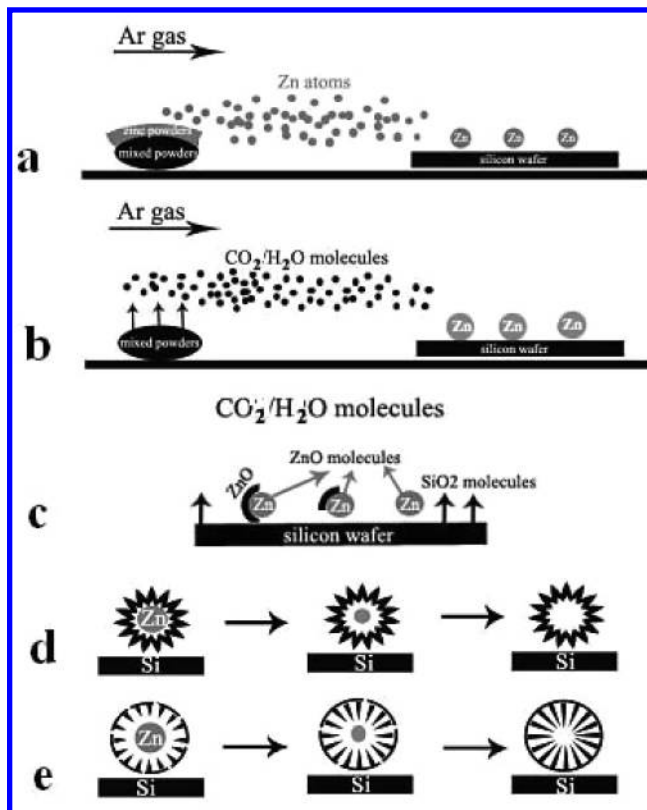 Ar gas
Zn atoms
zinc powders
mixed powders
Zn Zn Zn
silicon wafer
a
Ar gas
CO2/H2O molecules
mixed powders
Zn Zn Zn
silicon wafer
b
CO2/H2O molecules
ZnO molecules
ZnO
SiO2 molecules
Zn Zn Zn
c
silicon wafer
Zn
d
Si Si Si
Zn
e
Si Si Si